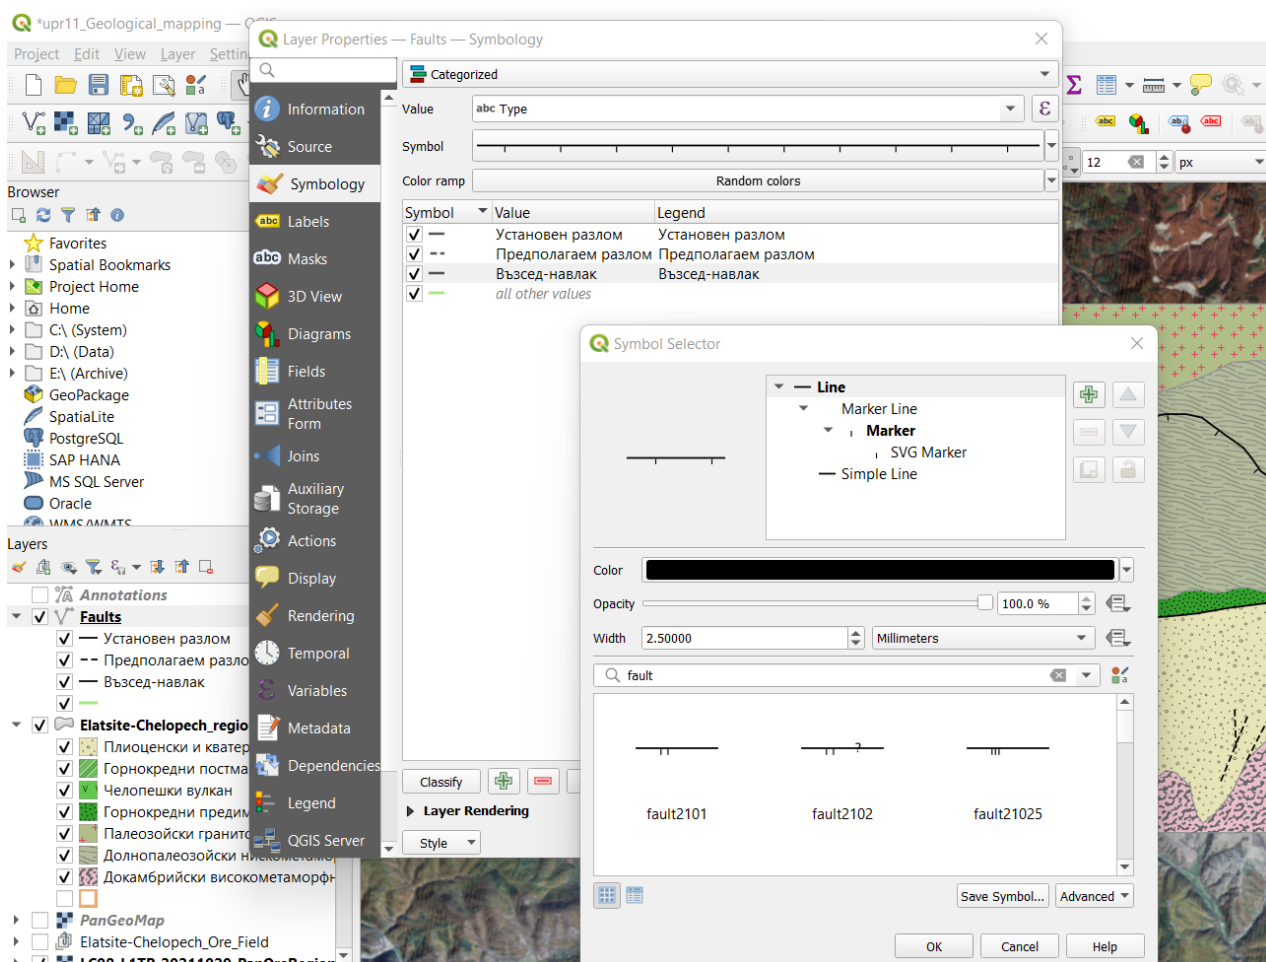 *upr11_Geological_mapping — QGIS
Layer Properties — Faults — Symbology
Project Edit View Layer
Categorized
Information
Value
abc Type
ε
Source
Symbol
12
px
Symbology
Color ramp
Random colors
Browser
Symbol
Value
Legend
abc Labels
Установен разлом
Установен разлом
Favorites
Предполагаем разлом
Предполагаем разлом
abc Masks
Spatial Bookmarks
Възсед-навлак
Възсед-навлак
Project Home
3D View
all other values
Home
C:\ (System)
Diagrams
Symbol Selector
D:\ (Data)
Fields
E:\ (Archive)
Line
GeoPackage
Attributes
Form
Marker Line
SpatiaLite
Marker
PostgreSQL
Joins
SVG Marker
SAP HANA
Simple Line
MS SQL Server
Auxiliary
Storage
Oracle
WMS/WMTS
Actions
Layers
Color
Display
Annotations
Opacity
100.0 %
Faults
Rendering
Установен разлом
Width
2.50000
Millimeters
Temporal
Предполагаем разло
fault
Възсед-навлак
Variables
Metadata
Плиоценски и кватер
Dependencies
Горнокредни постма
Classify
Челопешки вулкан
Legend
Layer Rendering
Горнокредни предим
fault2101
fault2102
fault21025
Палеозойски гранито
QGIS Server
Style
Долнопалеозойски нискометамор
Докамбрийски високометаморфн
Save Symbol...
Advanced
PanGeoMap
Elatsite-Chelopech_Ore_Field
OK
Cancel
Help
Elatsite-Chelopech_regio